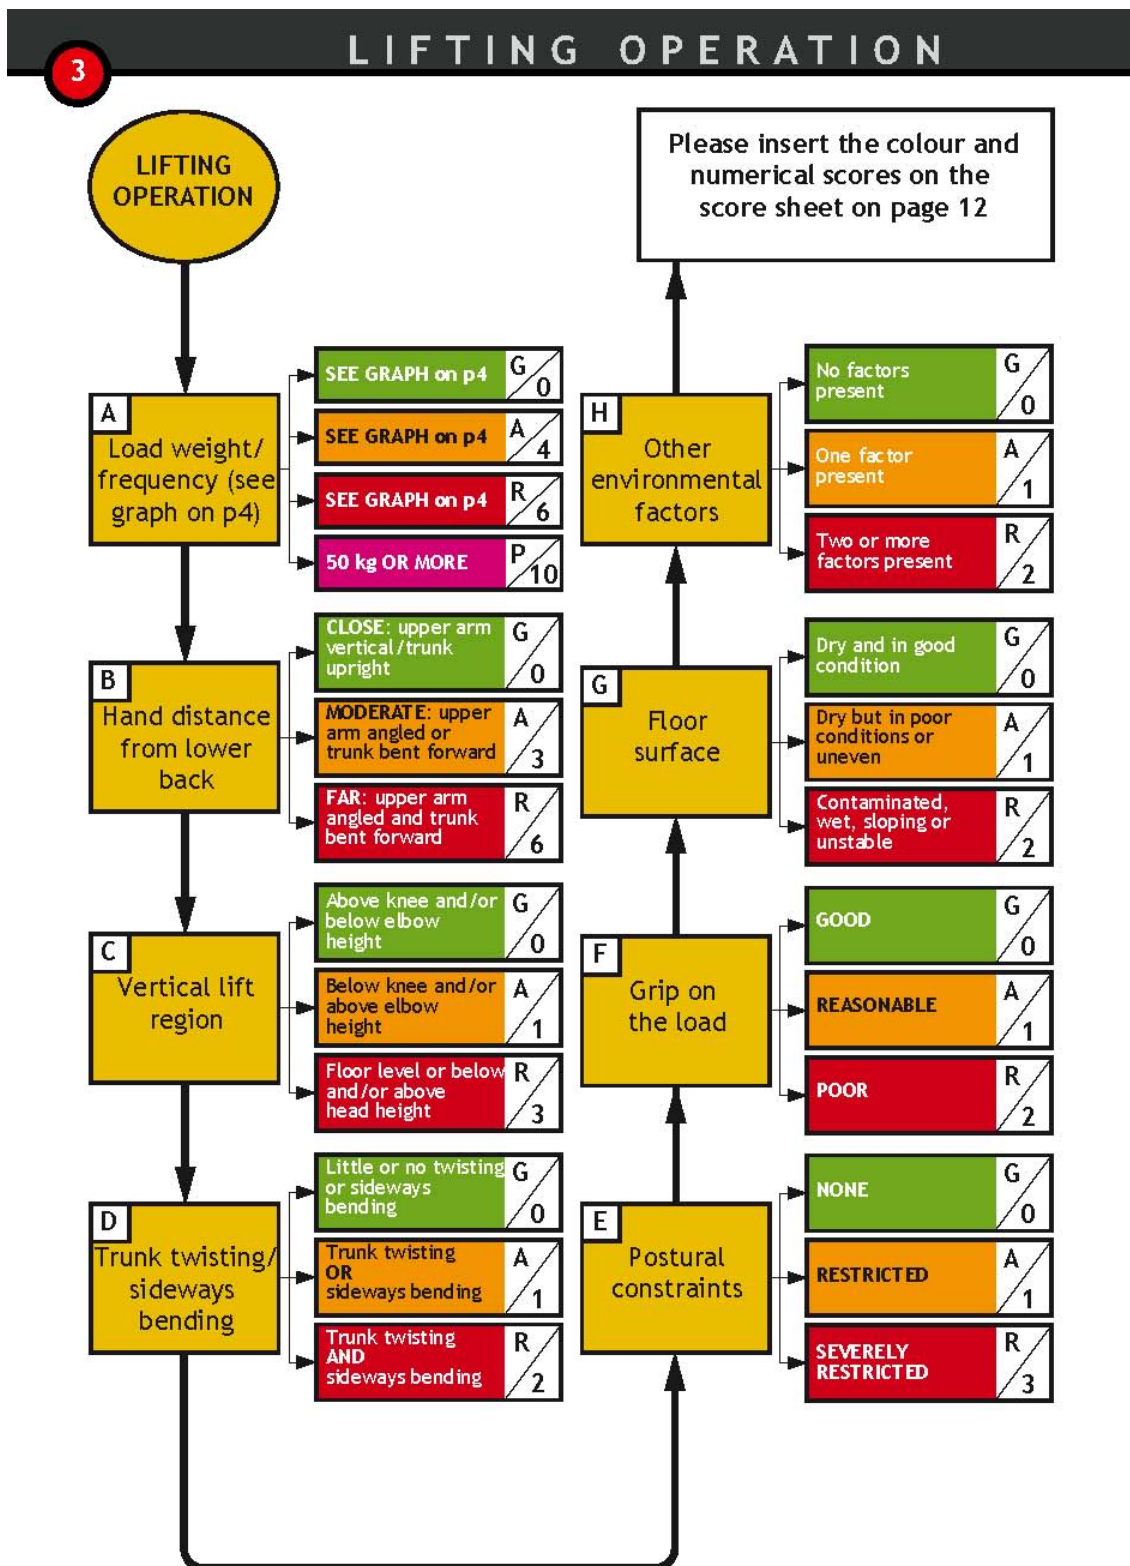 LIFTING OPERATION
3
LIFTING
OPERATION
Please insert the colour and
numerical scores on the
score sheet on page 12
A
Load weight/
frequency (see
graph on p4)
SEE GRAPH on p4 G/0
SEE GRAPH on p4 A/4
SEE GRAPH on p4 R/6
50 kg OR MORE P/10
B
Hand distance
from lower
back
CLOSE: upper arm
vertical/trunk
upright
G/0
MODERATE: upper
arm angled or
trunk bent forward
A/3
FAR: upper arm
angled and trunk
bent forward
R/6
C
Vertical lift
region
Above knee and/or
below elbow
height
G/0
Below knee and/or
above elbow
height
A/1
Floor level or below
and/or above
head height
R/3
D
Trunk twisting/
sideways
bending
Little or no twisting
or sideways
bending
G/0
Trunk twisting
OR
sideways bending
A/1
Trunk twisting
AND
sideways bending
R/2
E
Postural
constraints
NONE G/0
RESTRICTED A/1
SEVERELY
RESTRICTED
R/3
F
Grip on
the load
GOOD G/0
REASONABLE A/1
POOR R/2
G
Floor
surface
Dry and in good
condition
G/0
Dry but in poor
conditions or
uneven
A/1
Contaminated,
wet, sloping or
unstable
R/2
H
Other
environmental
factors
No factors
present
G/0
One factor
present
A/1
Two or more
factors present
R/2